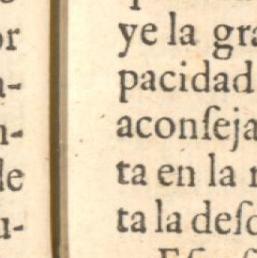 or
ye la gra
pacidad
n-
aconſeja
le
ta en la
u-
ta la deſc